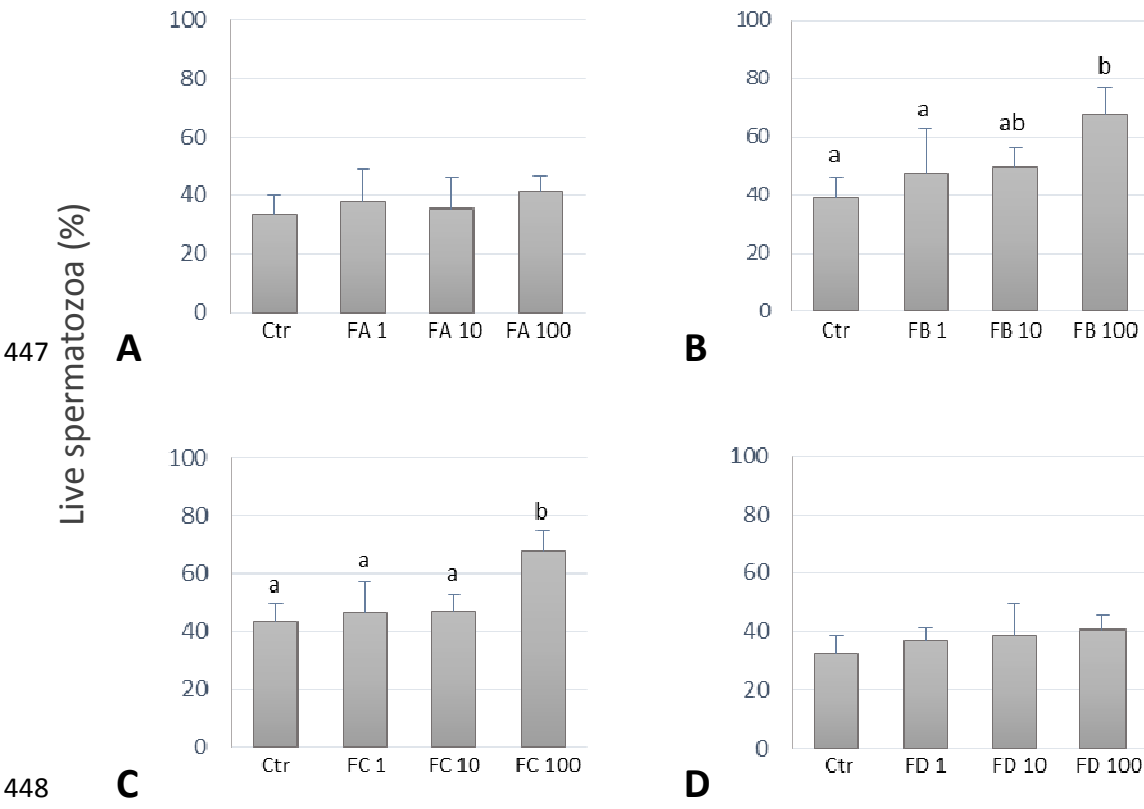 Live spermatozoa (%)
100
80
60
40
20
0
Ctr FA 1 FA 10 FA 100
447 A
100
80
60
40
20
0
a a ab b
Ctr FB 1 FB 10 FB 100
B
100
80
60
40
20
0
a a a b
Ctr FC 1 FC 10 FC 100
448 C
100
80
60
40
20
0
Ctr FD 1 FD 10 FD 100
D